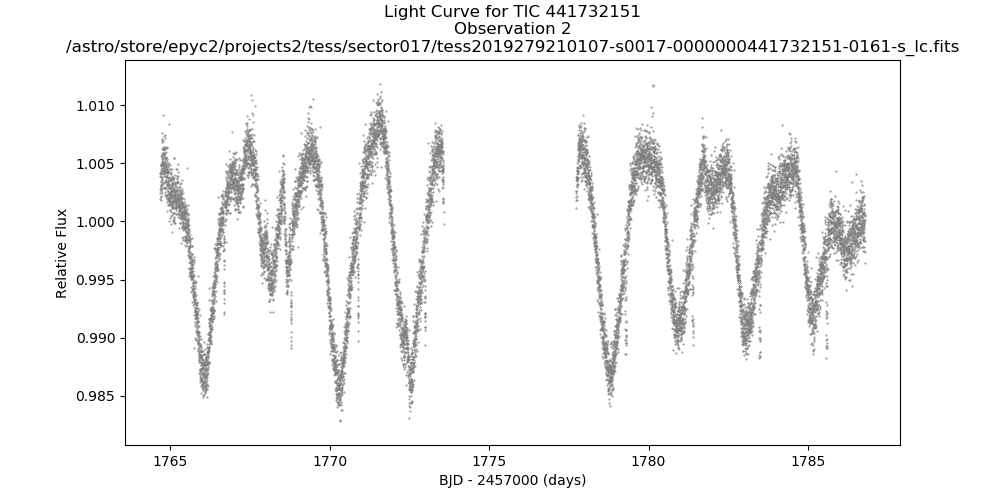 Light Curve for TIC 441732151
Observation 2
/astro/store/epyc2/projects2/tess/sector017/tess2019279210107-s0017-0000000441732151-0161-s_lc.fits
1.010
1.005
1.000
0.995
0.990
0.985
Relative Flux
1765
1770
1775
1780
1785
BJD - 2457000 (days)